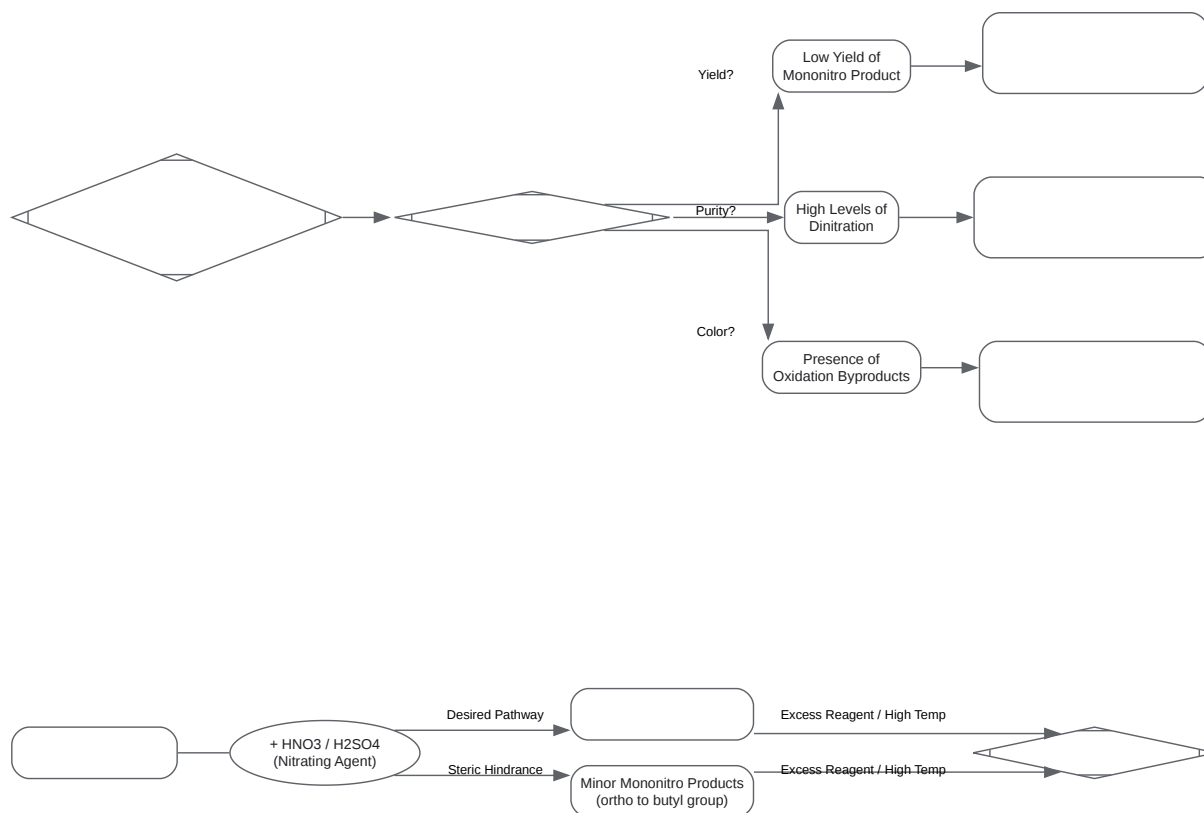 Low Yield of
Mononitro Product
Yield?
Purity?
High Levels of
Dinitration
Color?
Presence of
Oxidation Byproducts
Desired Pathway
Excess Reagent / High Temp
+ HNO3 / H2SO4
(Nitrating Agent)
Steric Hindrance
Excess Reagent / High Temp
Minor Mononitro Products
(ortho to butyl group)